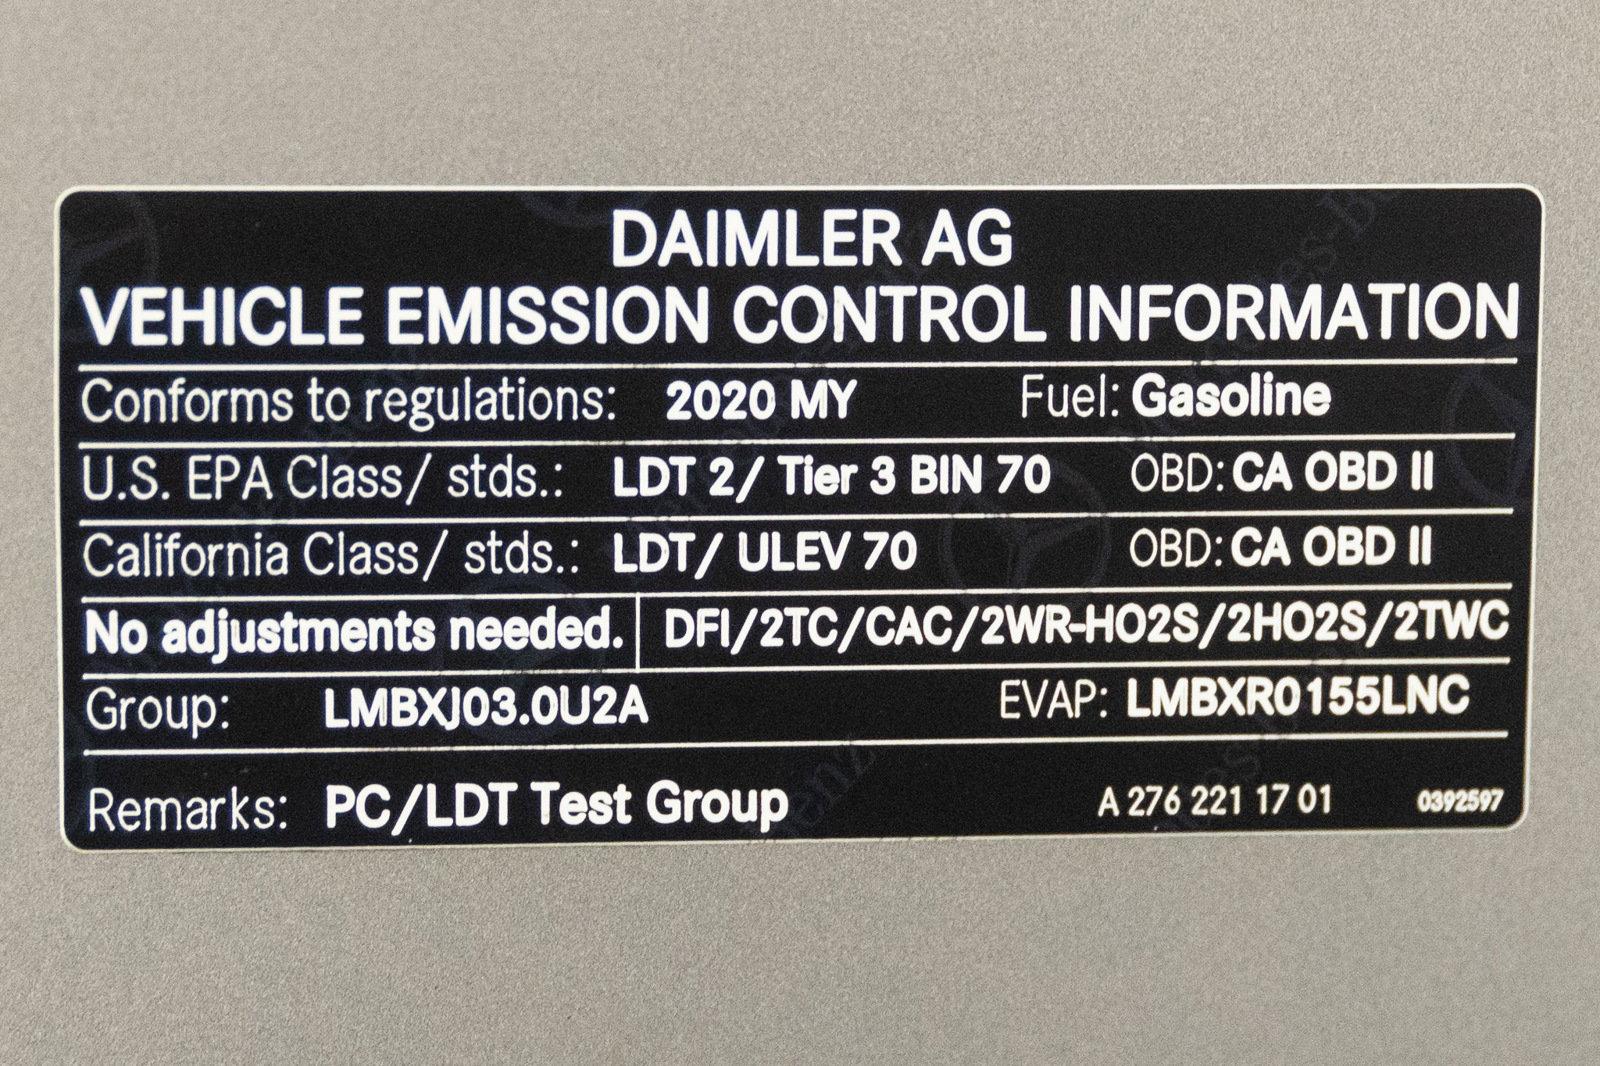 DAIMLER AG
VEHICLE EMISSION CONTROL INFORMATION
Conforms to regulations: 2020 MY Fuel: Gasoline
U.S. EPA Class/ stds.: LDT 2/ Tier 3 BIN 70 OBD: CA OBD II
California Class/ stds.: LDT/ ULEV 70 OBD: CA OBD II
No adjustments needed. DFI/2TC/CAC/2WR-HO2S/2HO2S/2TWC
Group: LMBXJ03.0U2A EVAP: LMBXR0155LNC
Remarks: PC/LDT Test Group A 276 221 17 01 0392597